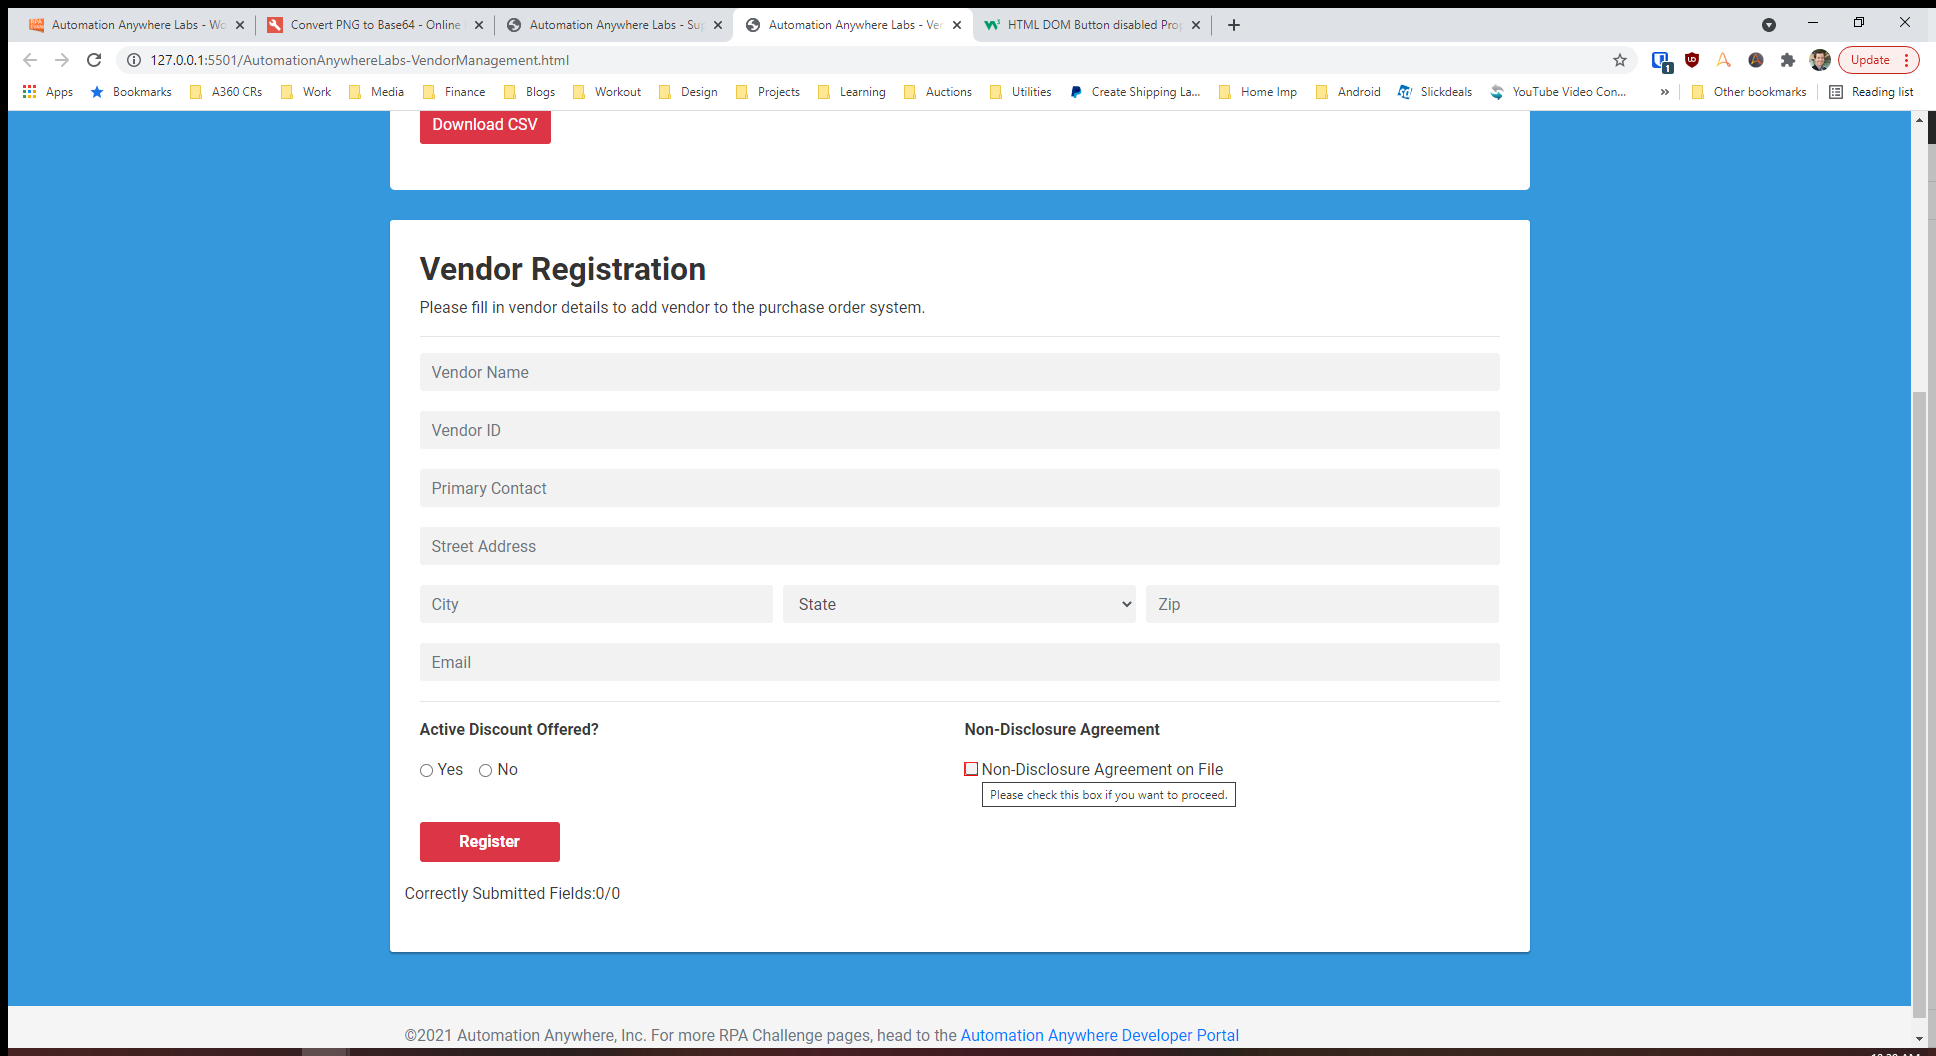 Automation Anywhere Labs - Wo
Convert PNG to Base64 - Online
Automation Anywhere Labs - Sup
Automation Anywhere Labs - Ve
HTML DOM Button disabled Prop
127.0.0.1:5501/AutomationAnywhereLabs-VendorManagement.html
1
Update
Apps Bookmarks A360 CRs Work Media Finance Blogs Workout Design Projects Learning Auctions Utilities Create Shipping La... Home Imp Android Slickdeals YouTube Video Con... » Other bookmarks Reading list
Download CSV
Vendor Registration
Please fill in vendor details to add vendor to the purchase order system.
Vendor Name
Vendor ID
Primary Contact
Street Address
City State Zip
Email
Active Discount Offered? Non-Disclosure Agreement
Yes No Non-Disclosure Agreement on File
Please check this box if you want to proceed.
Register
Correctly Submitted Fields:0/0
©2021 Automation Anywhere, Inc. For more RPA Challenge pages, head to the Automation Anywhere Developer Portal